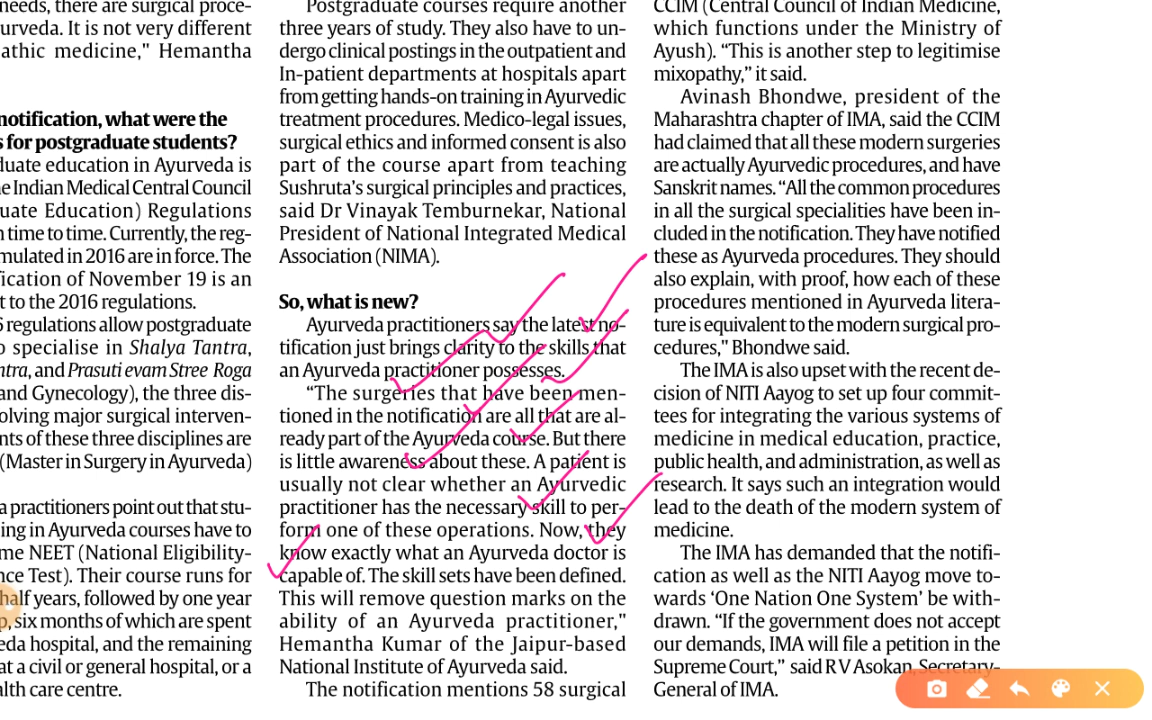 needs, there are surgical proce-
urveda. It is not very different
athic medicine," Hemantha
notification, what were the
s for postgraduate students?
duate education in Ayurveda is
e Indian Medical Central Council
uate Education) Regulations
n time to time. Currently, the reg-
mulated in 2016 are in force. The
fication of November 19 is an
t to the 2016 regulations.
6 regulations allow postgraduate
o specialise in Shalya Tantra,
ntra, and Prasuti evam Stree Roga
and Gynecology), the three dis-
olving major surgical interven-
nts of these three disciplines are
(Master in Surgery in Ayurveda)
a practitioners point out that stu-
ing in Ayurveda courses have to
me NEET (National Eligibility-
nce Test). Their course runs for
half years, followed by one year
p, six months of which are spent
eda hospital, and the remaining
at a civil or general hospital, or a
alth care centre.
Postgraduate courses require another
three years of study. They also have to un-
dergo clinical postings in the outpatient and
In-patient departments at hospitals apart
from getting hands-on training in Ayurvedic
treatment procedures. Medico-legal issues,
surgical ethics and informed consent is also
part of the course apart from teaching
Sushruta's surgical principles and practices,
said Dr Vinayak Temburnekar, National
President of National Integrated Medical
Association (NIMA).
So, what is new?
Ayurveda practitioners say the latest no-
tification just brings clarity to the skills that
an Ayurveda practitioner possesses.
“The surgeries that have been men-
tioned in the notification are all that are al-
ready part of the Ayurveda course. But there
is little awareness about these. A patient is
usually not clear whether an Ayurvedic
practitioner has the necessary skill to per-
form one of these operations. Now, they
know exactly what an Ayurveda doctor is
capable of. The skill sets have been defined.
This will remove question marks on the
ability of an Ayurveda practitioner,"
Hemantha Kumar of the Jaipur-based
National Institute of Ayurveda said.
The notification mentions 58 surgical
CCIM (Central Council of Indian Medicine,
which functions under the Ministry of
Ayush). “This is another step to legitimise
mixopathy,” it said.
Avinash Bhondwe, president of the
Maharashtra chapter of IMA, said the CCIM
had claimed that all these modern surgeries
are actually Ayurvedic procedures, and have
Sanskrit names. “All the common procedures
in all the surgical specialities have been in-
cluded in the notification. They have notified
these as Ayurveda procedures. They should
also explain, with proof, how each of these
procedures mentioned in Ayurveda litera-
ture is equivalent to the modern surgical pro-
cedures," Bhondwe said.
The IMA is also upset with the recent de-
cision of NITI Aayog to set up four commit-
tees for integrating the various systems of
medicine in medical education, practice,
public health, and administration, as well as
research. It says such an integration would
lead to the death of the modern system of
medicine.
The IMA has demanded that the notifi-
cation as well as the NITI Aayog move to-
wards ‘One Nation One System’ be with-
drawn. “If the government does not accept
our demands, IMA will file a petition in the
Supreme Court,” said R V Asokan, Secretary-
General of IMA.